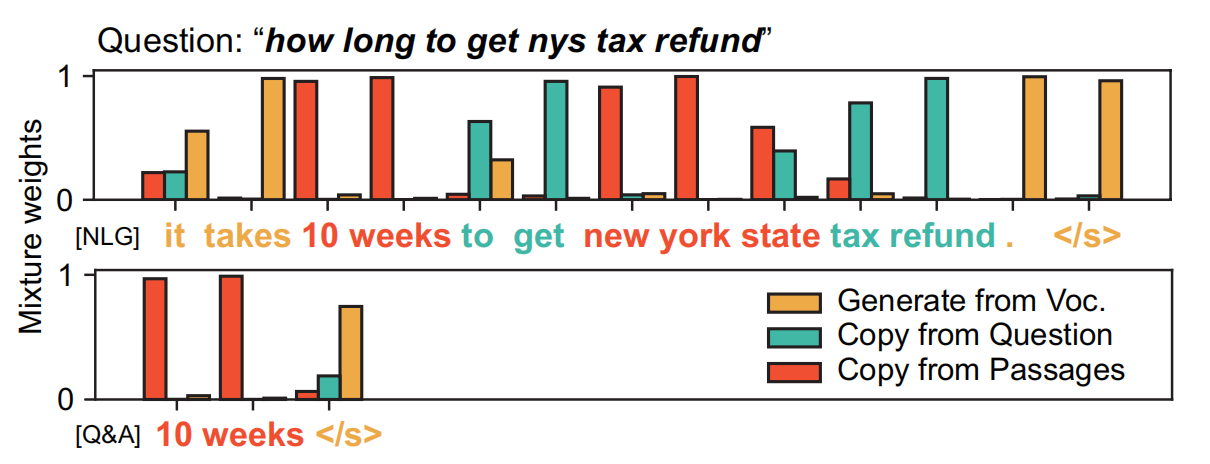 Question: “how long to get nys tax refund”
Mixture weights
1
0
[NLG] it takes 10 weeks to get new york state tax refund . </s>
1
Generate from Voc.
Copy from Question
Copy from Passages
0
[Q&A] 10 weeks </s>